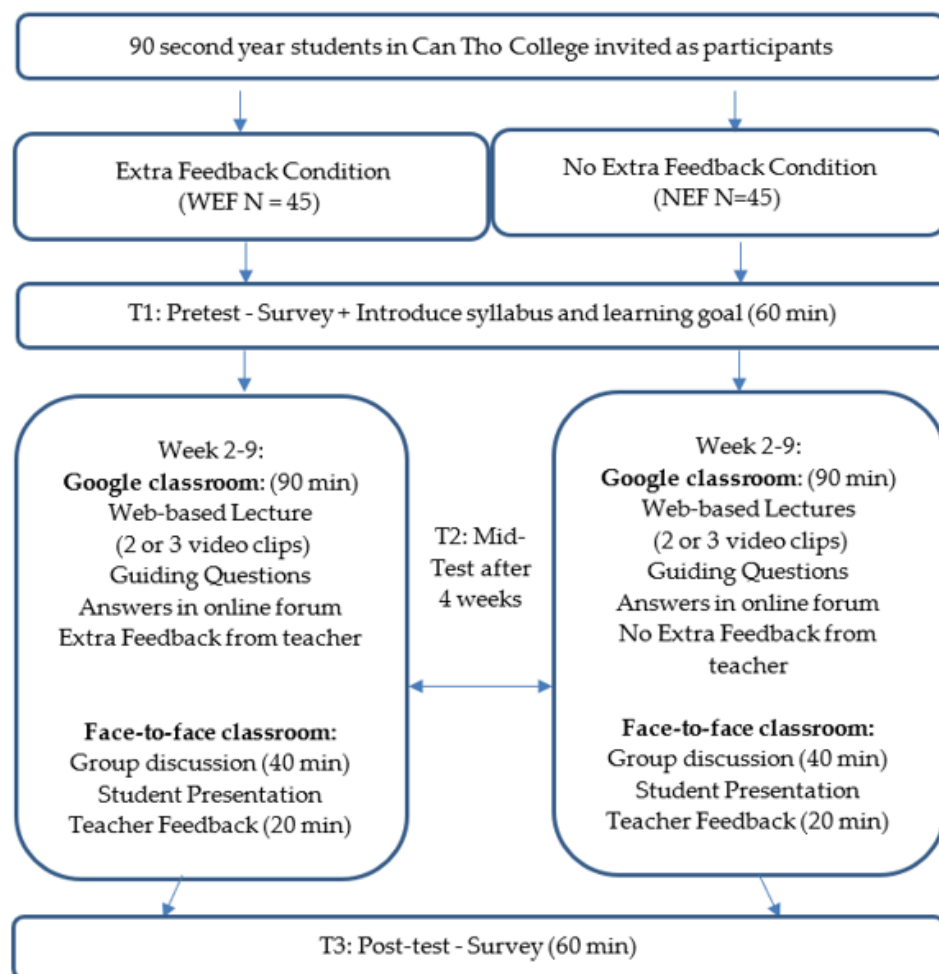 90 second year students in Can Tho College invited as participants
Extra Feedback Condition
(WEF N = 45)
No Extra Feedback Condition
(NEF N=45)
T1: Pretest - Survey + Introduce syllabus and learning goal (60 min)
Week 2-9:
Google classroom: (90 min)
Web-based Lecture
(2 or 3 video clips)
Guiding Questions
Answers in online forum
Extra Feedback from teacher
Face-to-face classroom:
Group discussion (40 min)
Student Presentation
Teacher Feedback (20 min)
T2: Mid-
Test after
4 weeks
Week 2-9:
Google classroom: (90 min)
Web-based Lectures
(2 or 3 video clips)
Guiding Questions
Answers in online forum
No Extra Feedback from
teacher
Face-to-face classroom:
Group discussion (40 min)
Student Presentation
Teacher Feedback (20 min)
T3: Post-test - Survey (60 min)